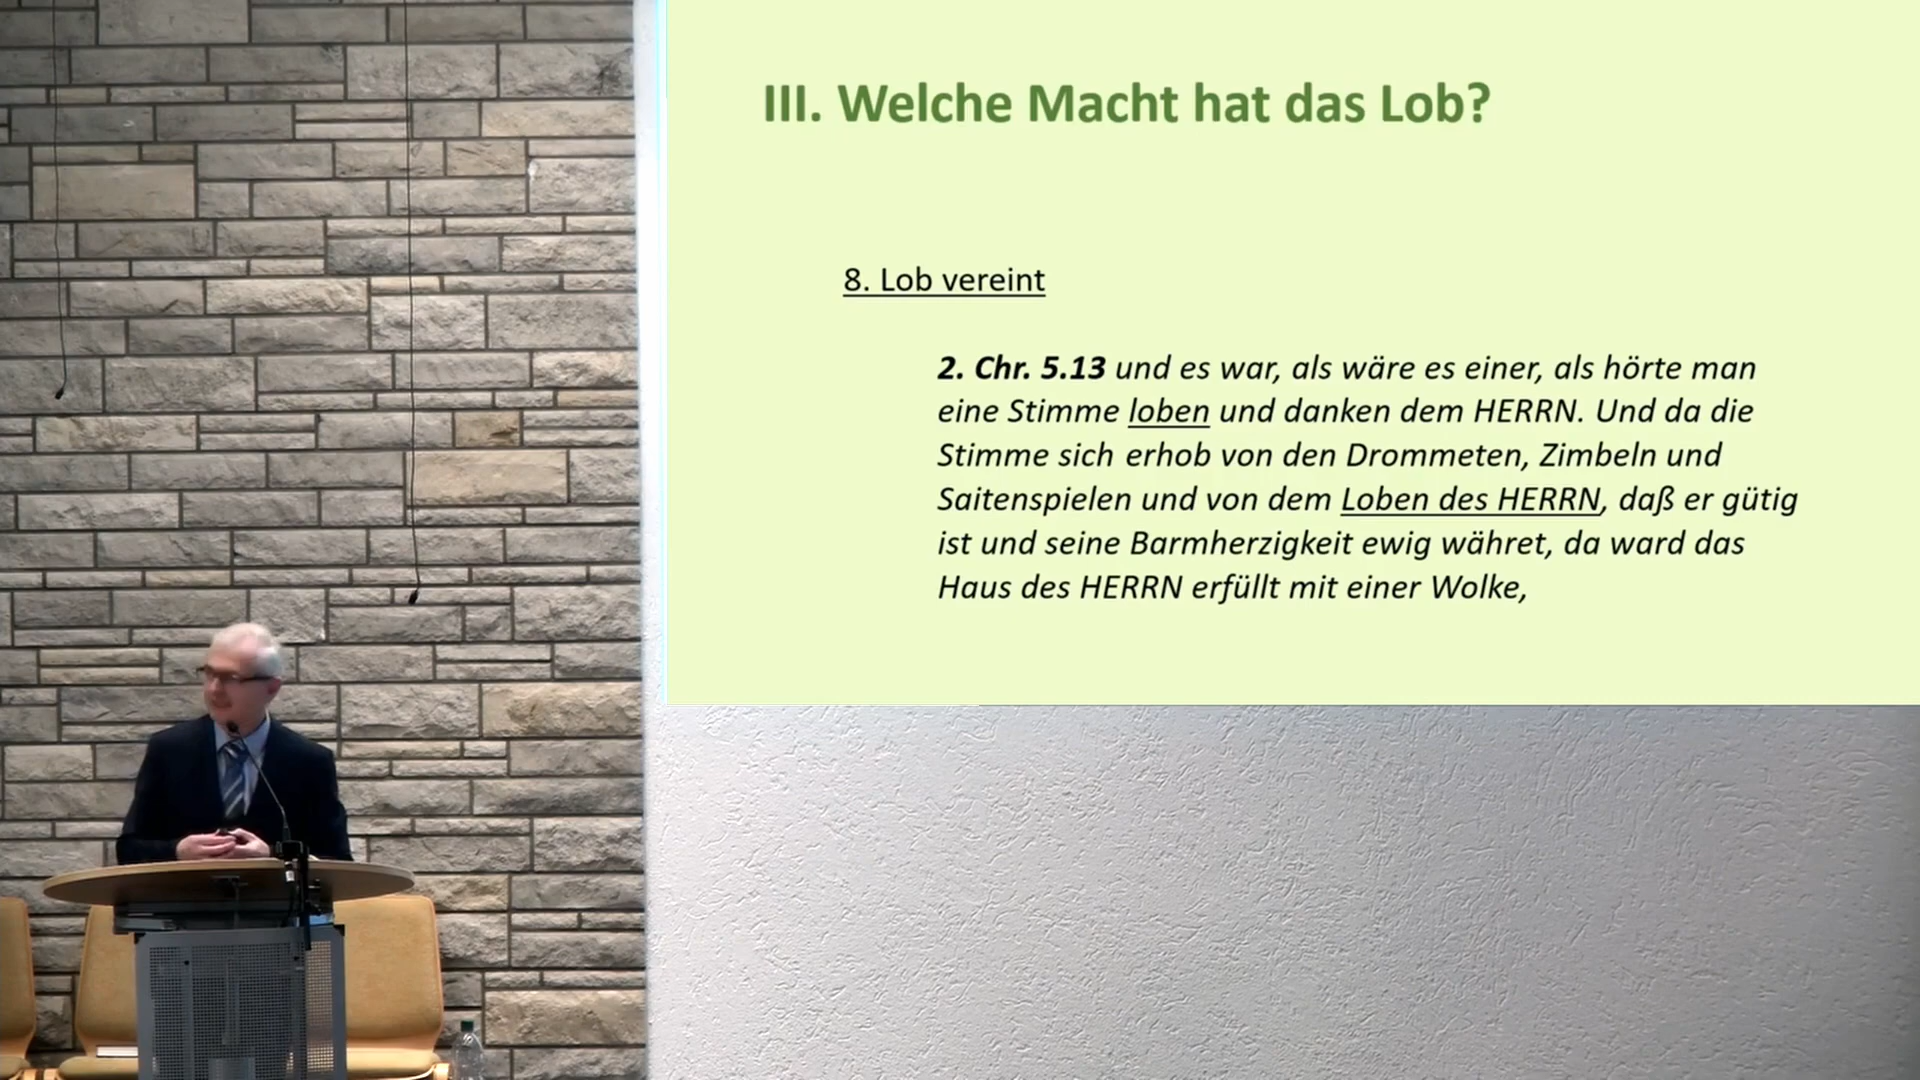 III. Welche Macht hat das Lob?
8. Lob vereint
2. Chr. 5.13 und es war, als wäre es einer, als hörte man
eine Stimme loben und danken dem HERRN. Und da die
Stimme sich erhob von den Drommeten, Zimbeln und
Saitenspielen und von dem Loben des HERRN, daß er gütig
ist und seine Barmherzigkeit ewig währet, da ward das
Haus des HERRN erfüllt mit einer Wolke,